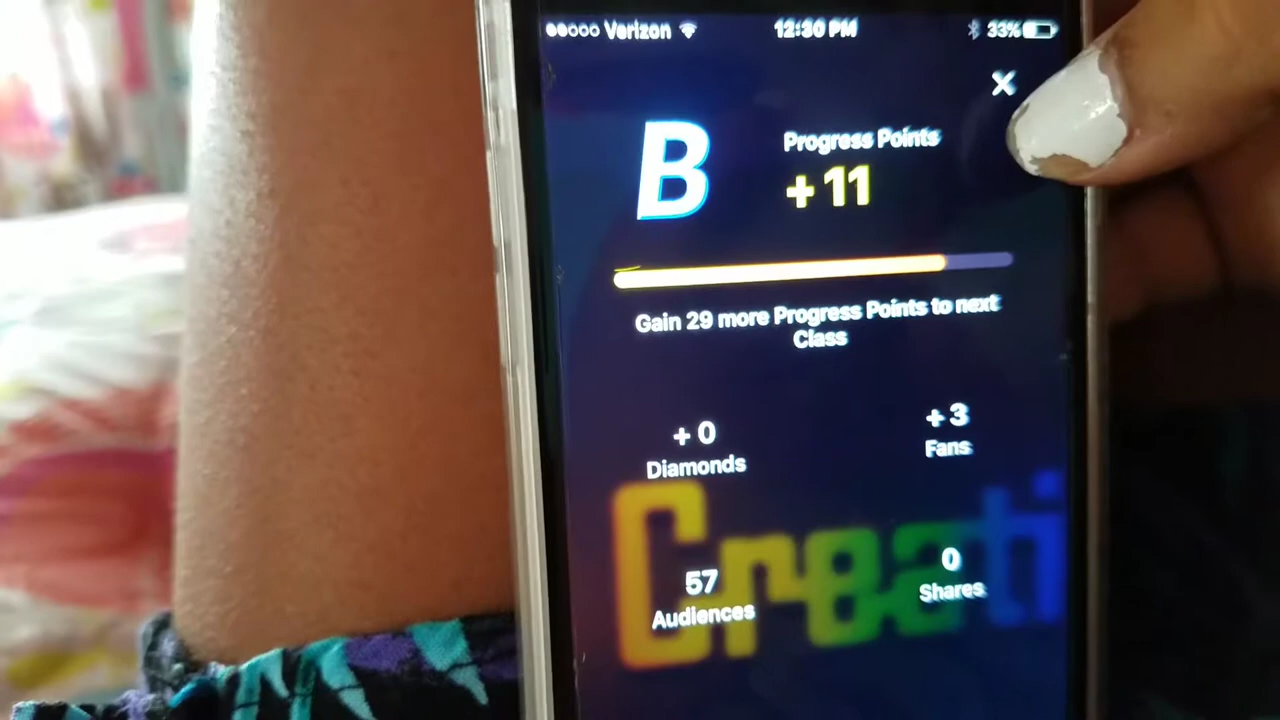 Verizon 12:30 PM 33%
X
B
Progress Points
+ 11
Gain 29 more Progress Points to next
Class
+ 0
Diamonds
+ 3
Fans
Creati
57
Audiences
0
Shares